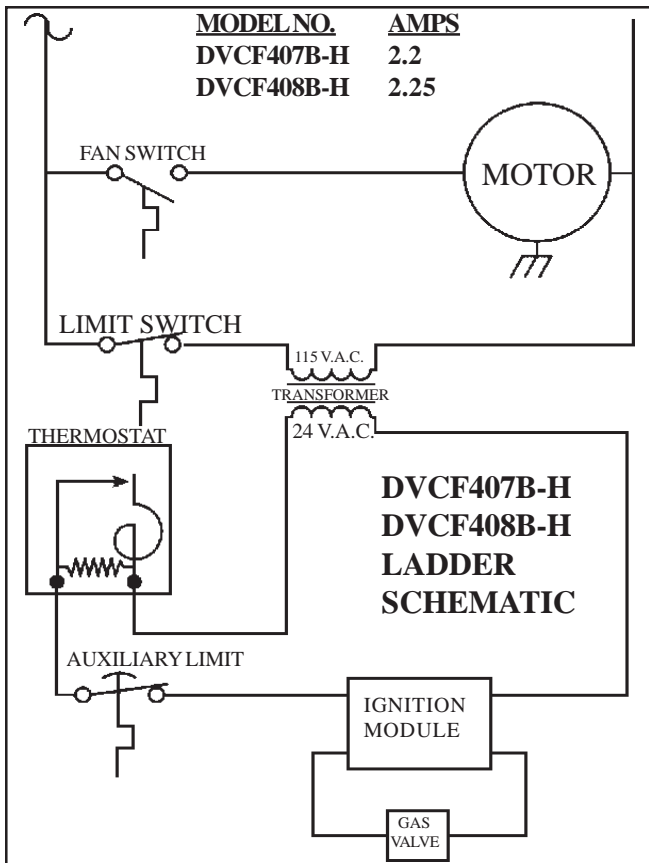 MODEL NO. AMPS
DVCF407B-H 2.2
DVCF408B-H 2.25
FAN SWITCH
MOTOR
LIMIT SWITCH
115 V.A.C.
TRANSFORMER
24 V.A.C.
THERMOSTAT
DVCF407B-H
DVCF408B-H
LADDER
SCHEMATIC
AUXILIARY LIMIT
IGNITION
MODULE
GAS
VALVE